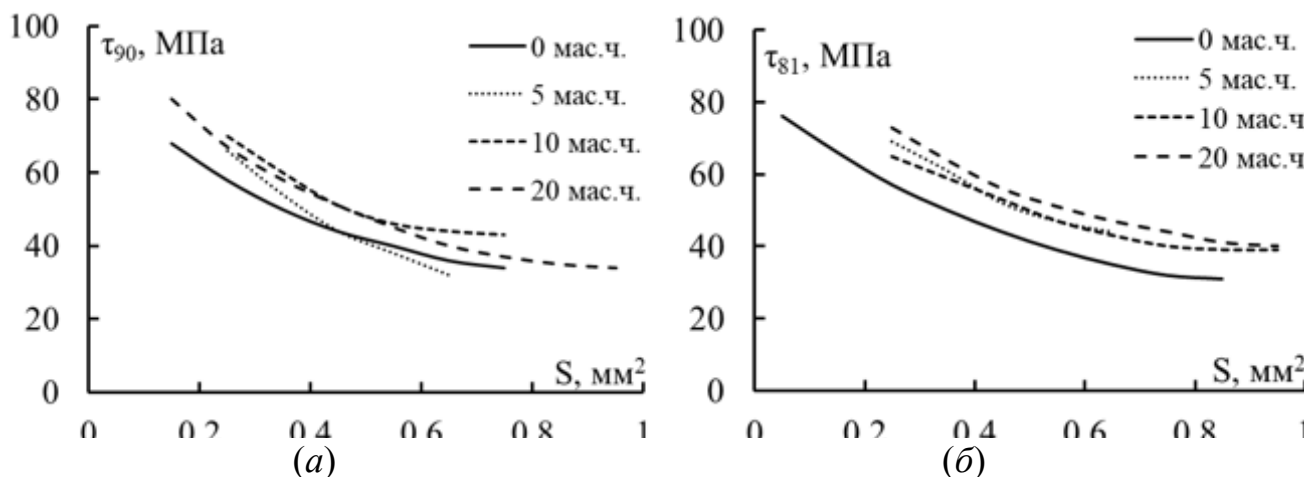 100
τ₉₀, МПа
0 мас.ч.
5 мас.ч.
10 мас.ч.
20 мас.ч.
80
60
40
20
0
S, мм²
0 0.2 0.4 0.6 0.8 1
(а)
100
τ₈₁, МПа
0 мас.ч.
5 мас.ч.
10 мас.ч
20 мас.ч
80
60
40
20
0
S, мм²
0 0.2 0.4 0.6 0.8 1
(б)